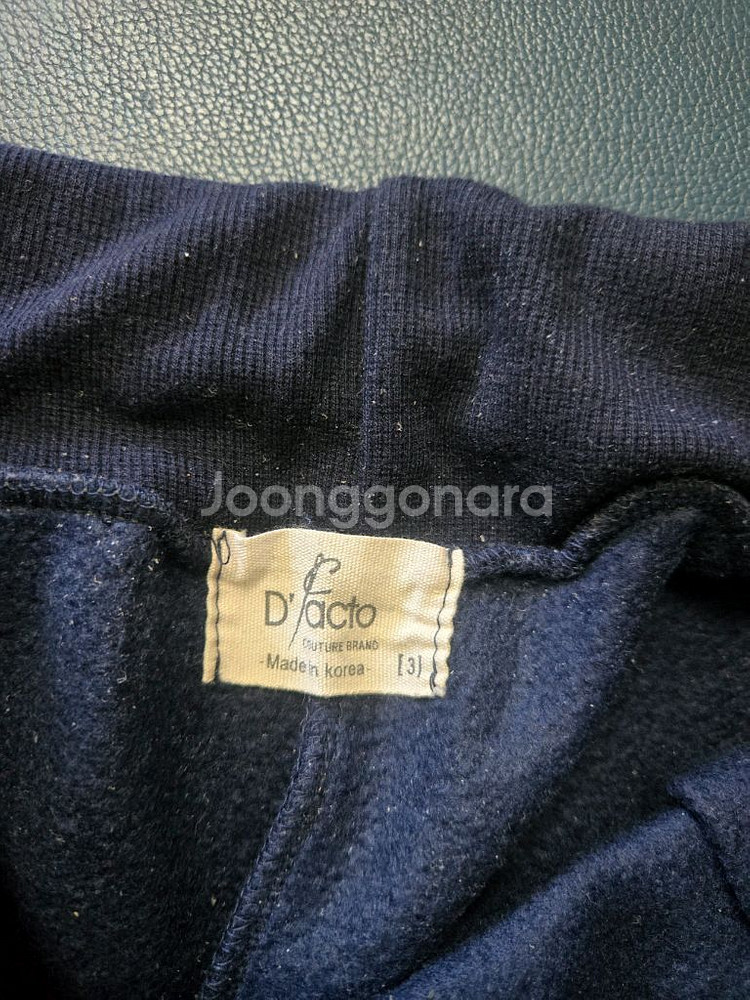 Joonggonara
D'facto
COUTURE BRAND
-Made in korea- [3]